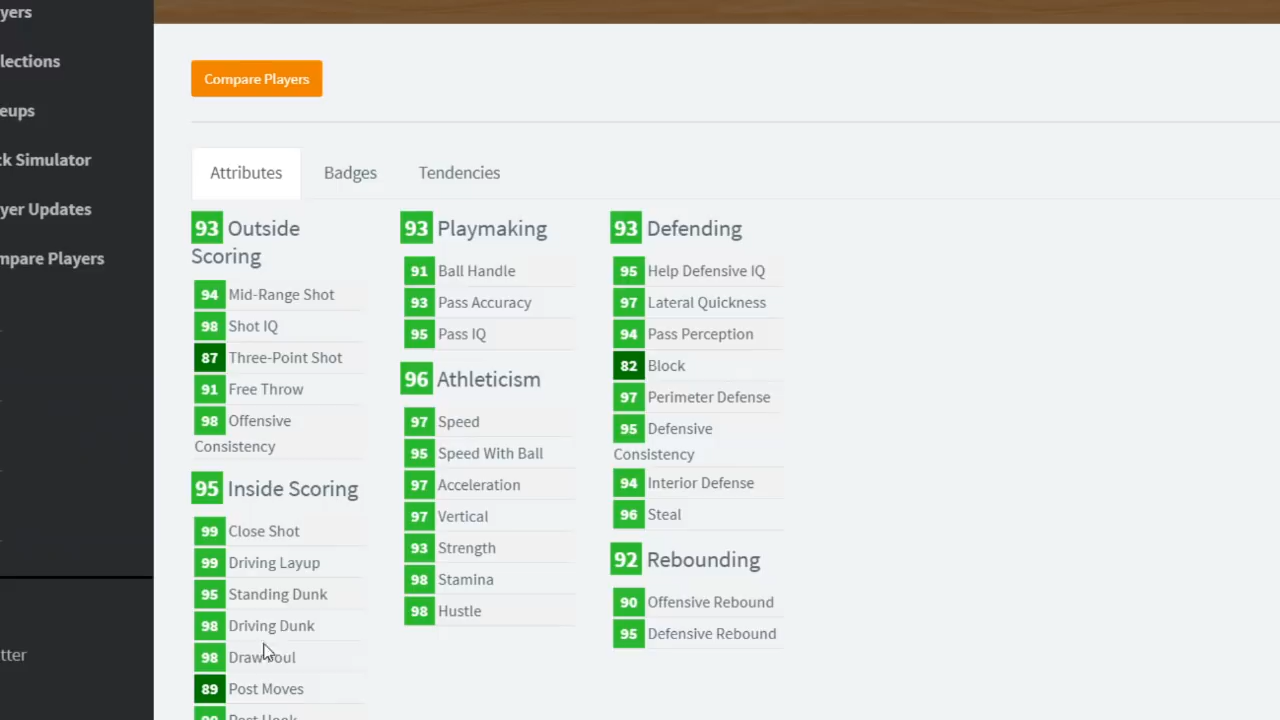 yers
lections
eups
ck Simulator
yer Updates
mpare Players
tter
Compare Players
Attributes
Badges
Tendencies
93 Outside
Scoring
94 Mid-Range Shot
98 Shot IQ
87 Three-Point Shot
91 Free Throw
98 Offensive
Consistency
95 Inside Scoring
99 Close Shot
99 Driving Layup
95 Standing Dunk
98 Driving Dunk
98 Draw Foul
89 Post Moves
90 Post Hook
93 Playmaking
91 Ball Handle
93 Pass Accuracy
95 Pass IQ
96 Athleticism
97 Speed
95 Speed With Ball
97 Acceleration
97 Vertical
93 Strength
98 Stamina
98 Hustle
93 Defending
95 Help Defensive IQ
97 Lateral Quickness
94 Pass Perception
82 Block
97 Perimeter Defense
95 Defensive
Consistency
94 Interior Defense
96 Steal
92 Rebounding
90 Offensive Rebound
95 Defensive Rebound